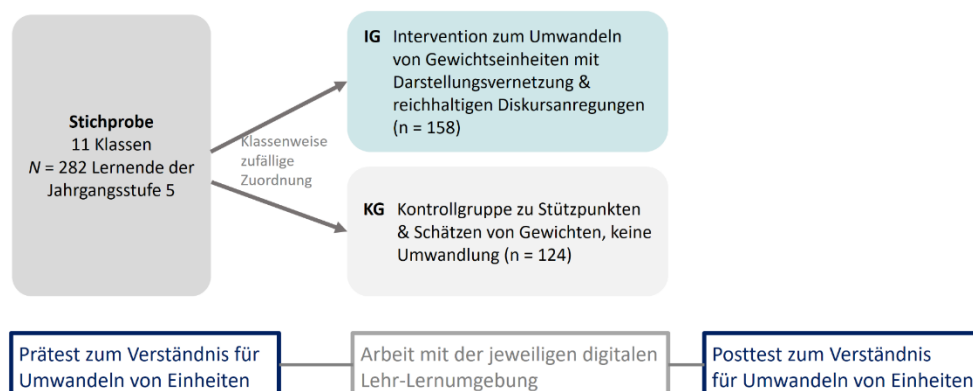 Stichprobe
11 Klassen
N = 282 Lernende der
Jahrgangsstufe 5
Klassenweise
zufällige
Zuordnung
IG Intervention zum Umwandeln
von Gewichtseinheiten mit
Darstellungsvernetzung &
reichhaltigen Diskursanregungen
(n = 158)
KG Kontrollgruppe zu Stützpunkten
& Schätzen von Gewichten, keine
Umwandlung (n = 124)
Prätest zum Verständnis für
Umwandeln von Einheiten
Arbeit mit der jeweiligen digitalen
Lehr-Lernumgebung
Posttest zum Verständnis
für Umwandeln von Einheiten